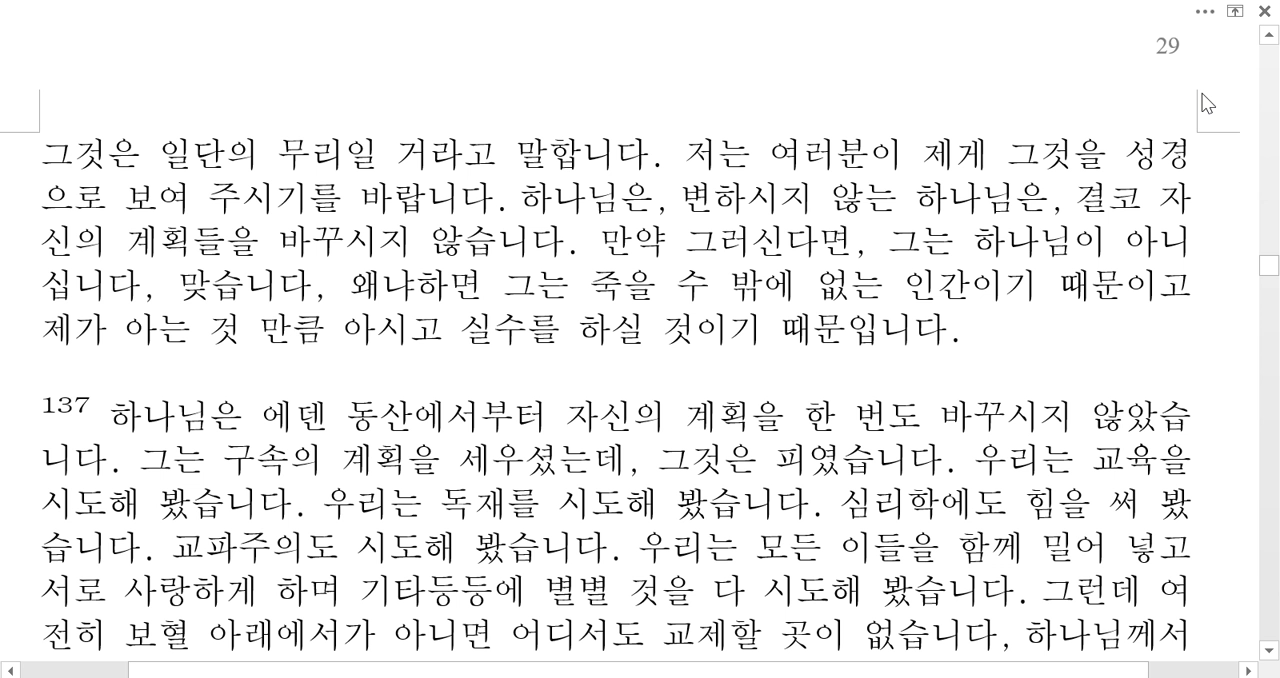 29
그것은 일단의 무리일 거라고 말합니다. 저는 여러분이 제게 그것을 성경
으로 보여 주시기를 바랍니다. 하나님은, 변하시지 않는 하나님은, 결코 자
신의 계획들을 바꾸시지 않습니다. 만약 그러신다면, 그는 하나님이 아니
십니다, 맞습니다, 왜냐하면 그는 죽을 수 밖에 없는 인간이기 때문이고
제가 아는 것 만큼 아시고 실수를 하실 것이기 때문입니다.
137 하나님은 에덴 동산에서부터 자신의 계획을 한 번도 바꾸시지 않았습
니다. 그는 구속의 계획을 세우셨는데, 그것은 피였습니다. 우리는 교육을
시도해 봤습니다. 우리는 독재를 시도해 봤습니다. 심리학에도 힘을 써 봤
습니다. 교파주의도 시도해 봤습니다. 우리는 모든 이들을 함께 밀어 넣고
서로 사랑하게 하며 기타등등에 별별 것을 다 시도해 봤습니다. 그런데 여
전히 보혈 아래에서가 아니면 어디서도 교제할 곳이 없습니다, 하나님께서